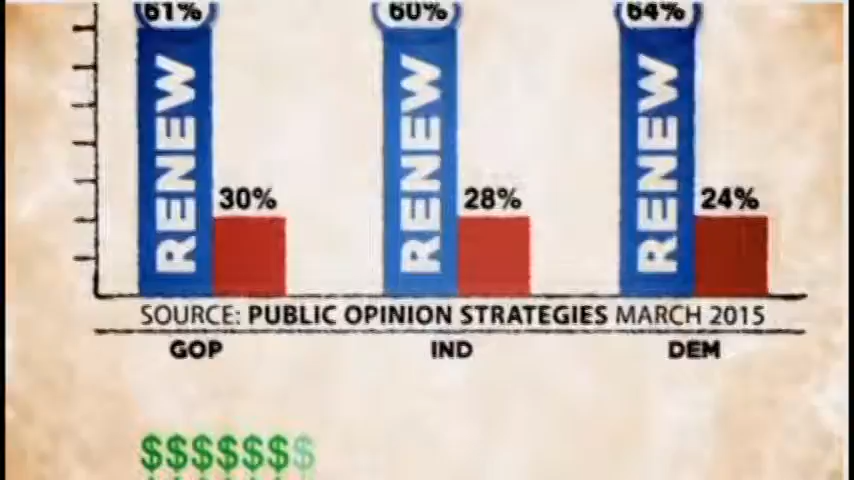 61% 60% 64%
RENEW RENEW RENEW
30% 28% 24%
SOURCE: PUBLIC OPINION STRATEGIES MARCH 2015
GOP IND DEM
$$$$$$$